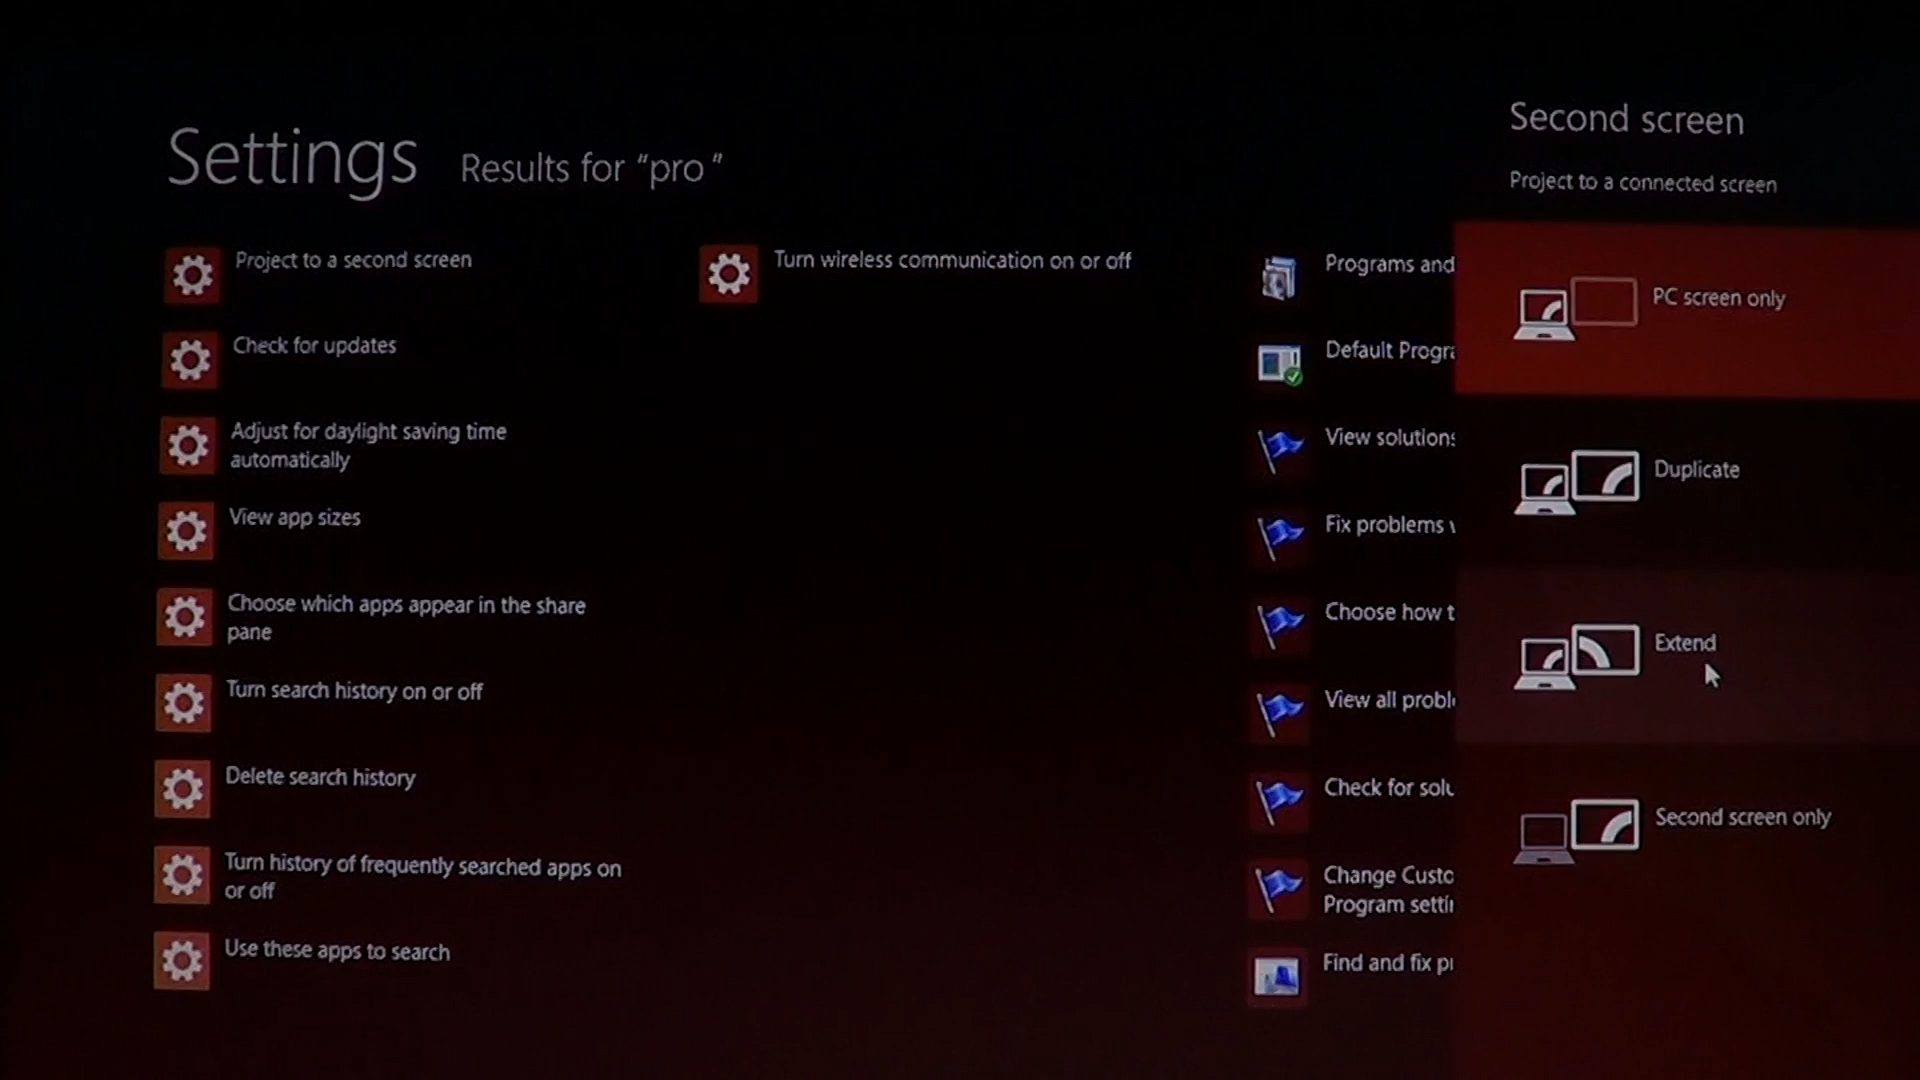 Settings Results for "pro"
Project to a second screen
Check for updates
Adjust for daylight saving time
automatically
View app sizes
Choose which apps appear in the share
pane
Turn search history on or off
Delete search history
Turn history of frequently searched apps on
or off
Use these apps to search
Turn wireless communication on or off
Programs and
Default Progra
View solutions
Fix problems
Choose how t
View all proble
Check for solu
Change Custo
Program settin
Find and fix pr
Second screen
Project to a connected screen
PC screen only
Duplicate
Extend
Second screen only